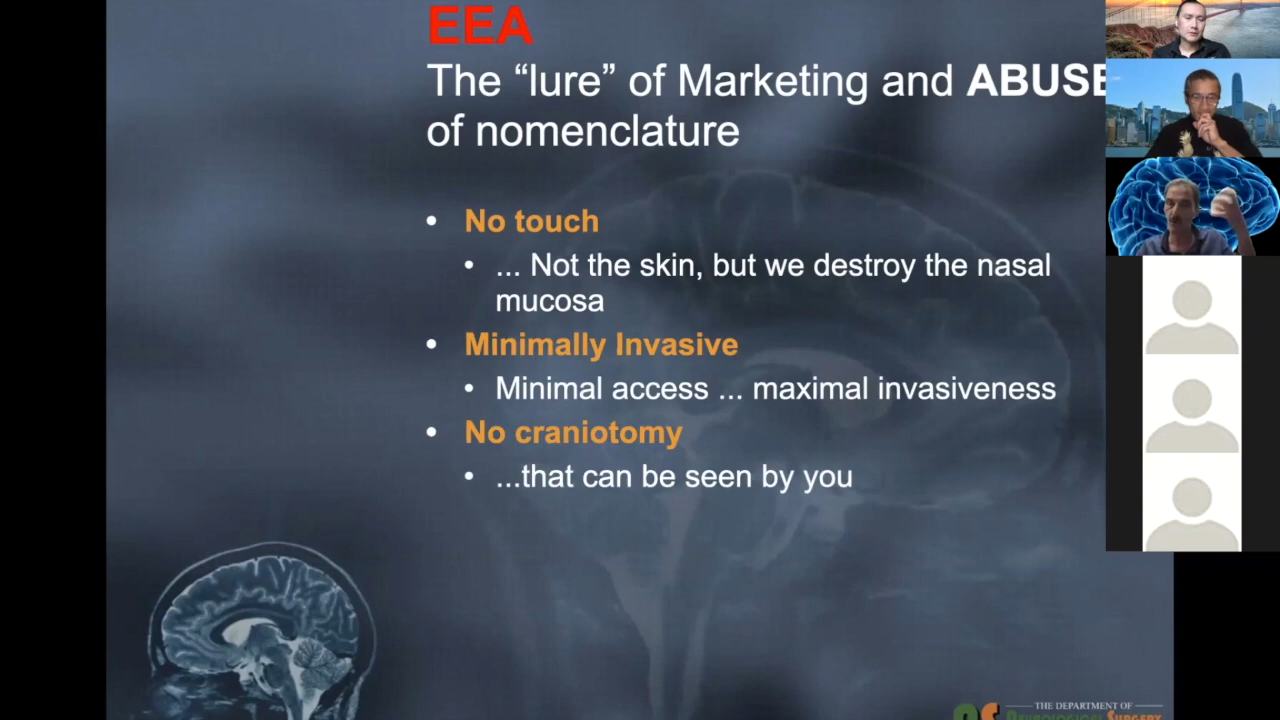 EEA
The “lure” of Marketing and ABUSE
of nomenclature
• No touch
• ... Not the skin, but we destroy the nasal
mucosa
• Minimally Invasive
• Minimal access ... maximal invasiveness
• No craniotomy
• ...that can be seen by you
THE DEPARTMENT OF